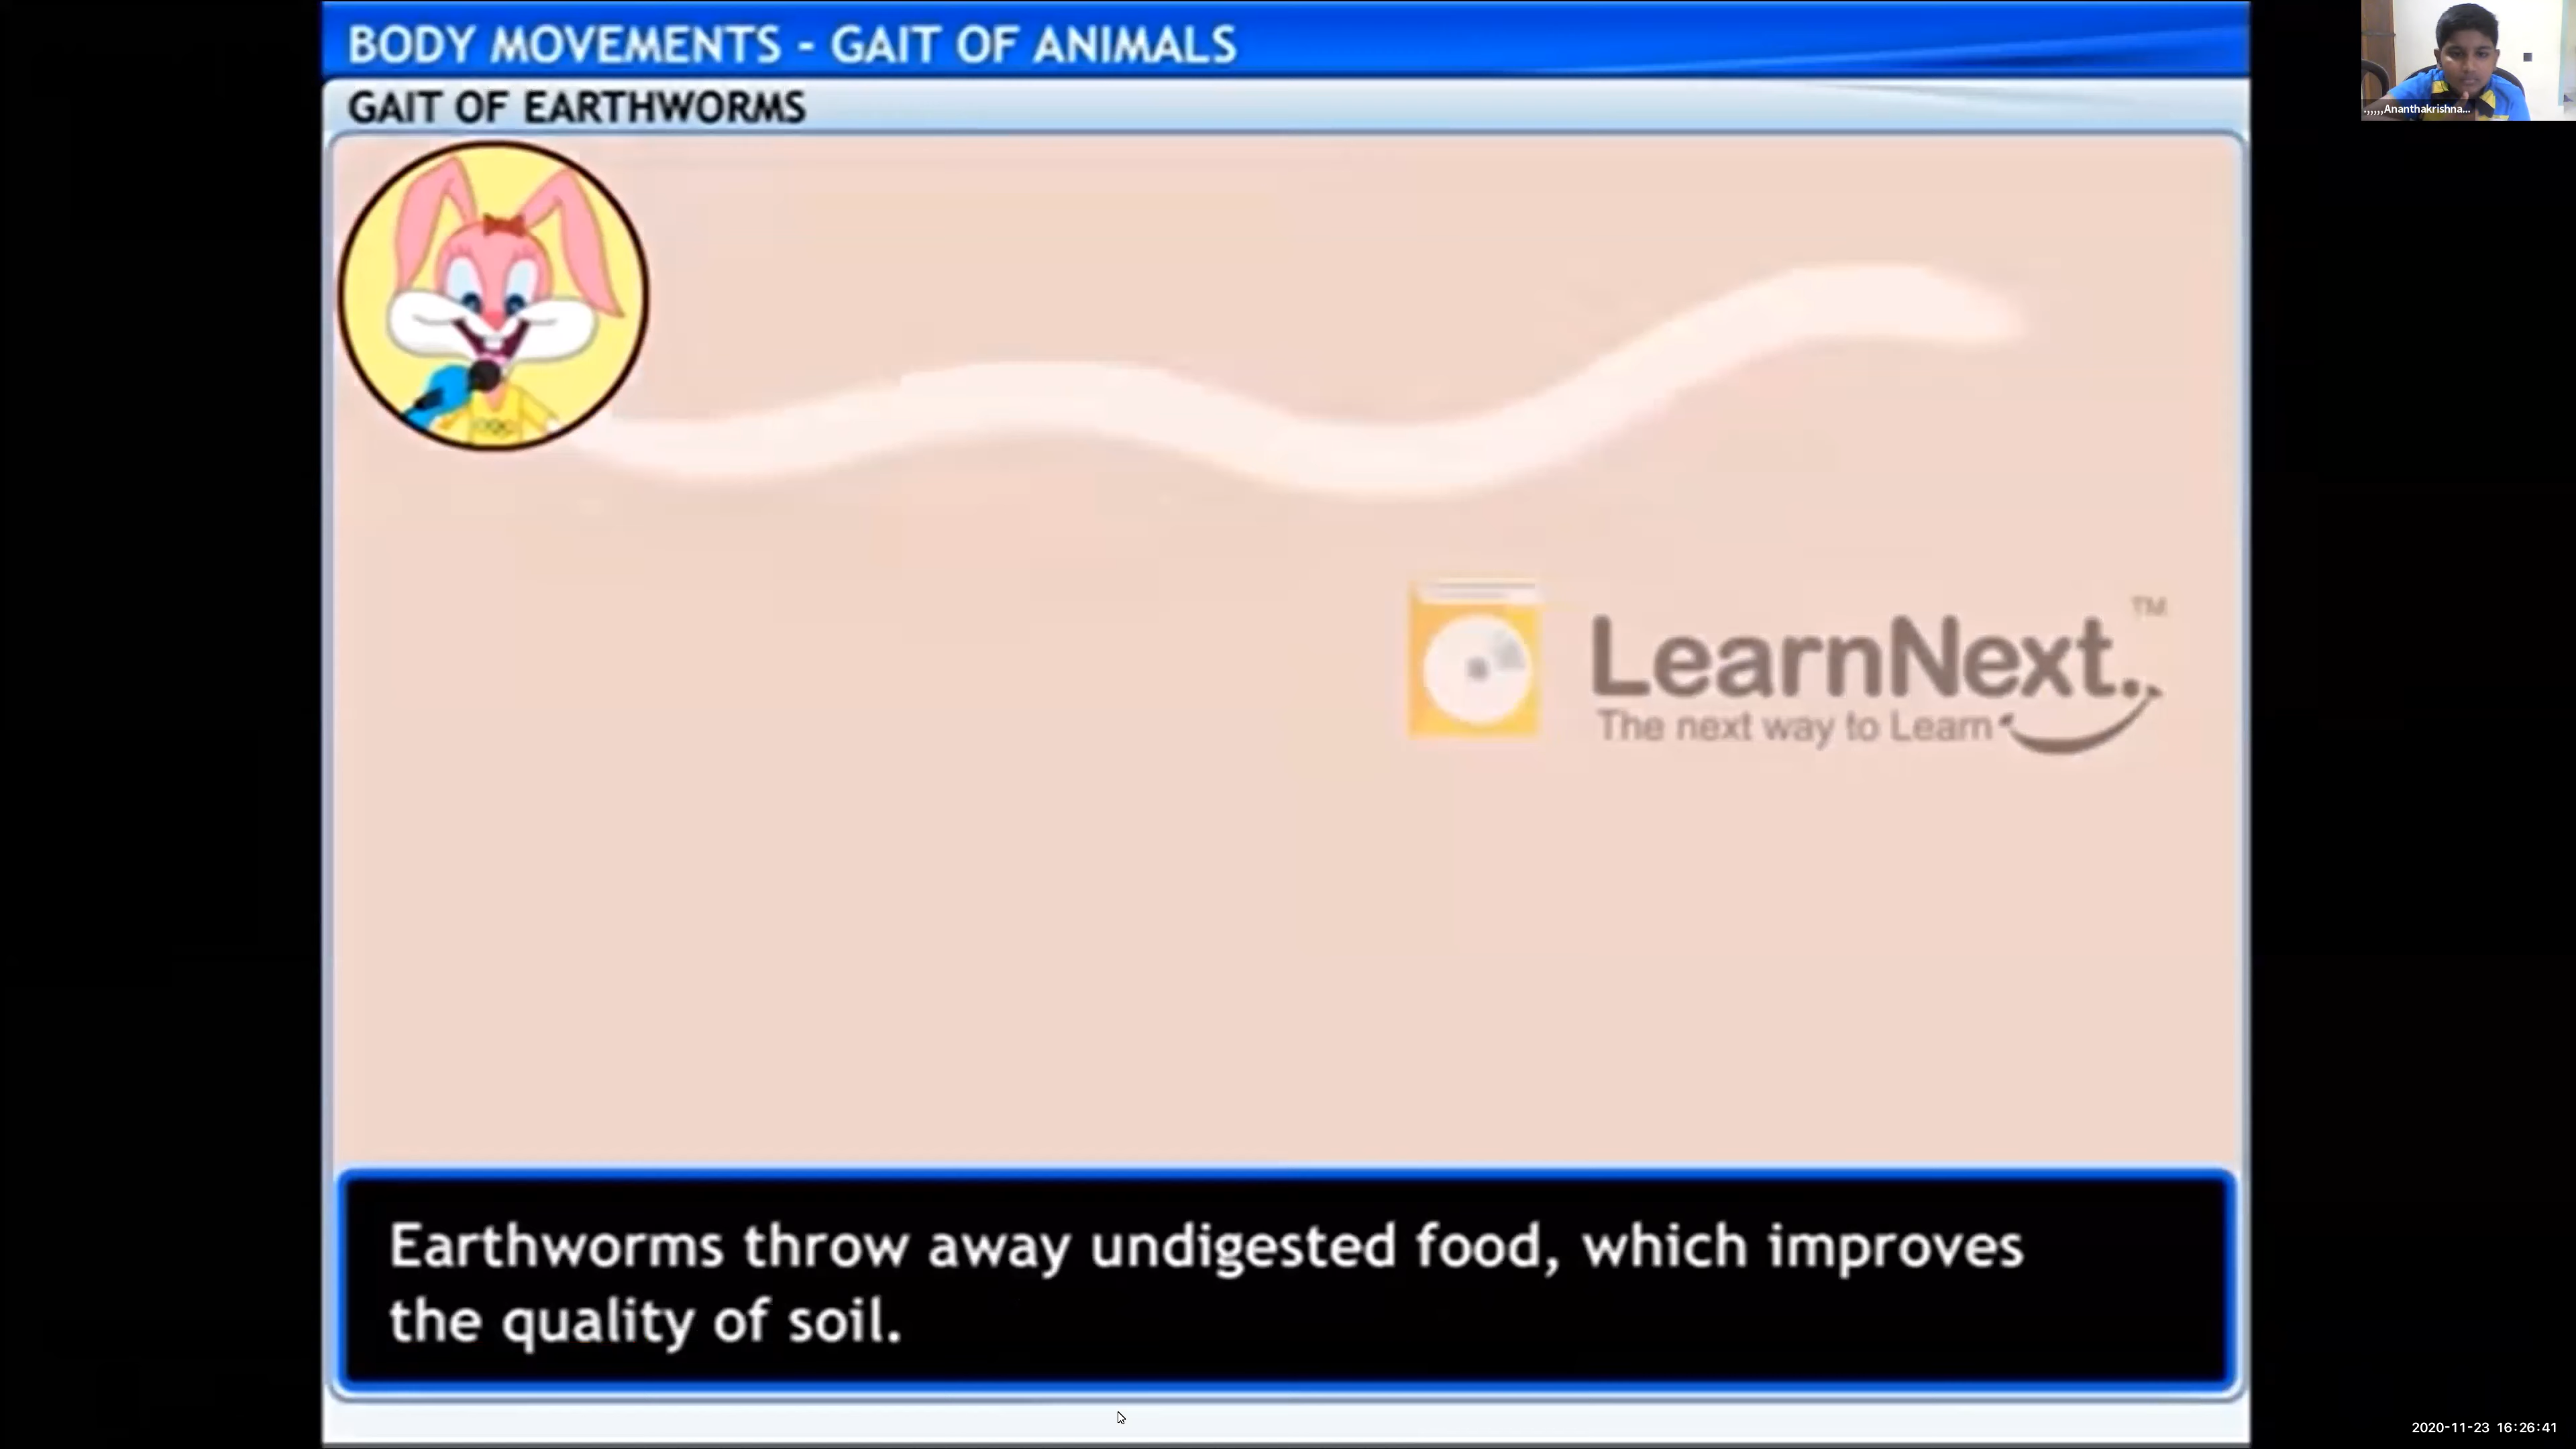 BODY MOVEMENTS - GAIT OF ANIMALS
GAIT OF EARTHWORMS
.,,,,,Ananthakrishna...
LearnNext.™
The next way to Learn
Earthworms throw away undigested food, which improves
the quality of soil.
2020-11-23 16:26:41